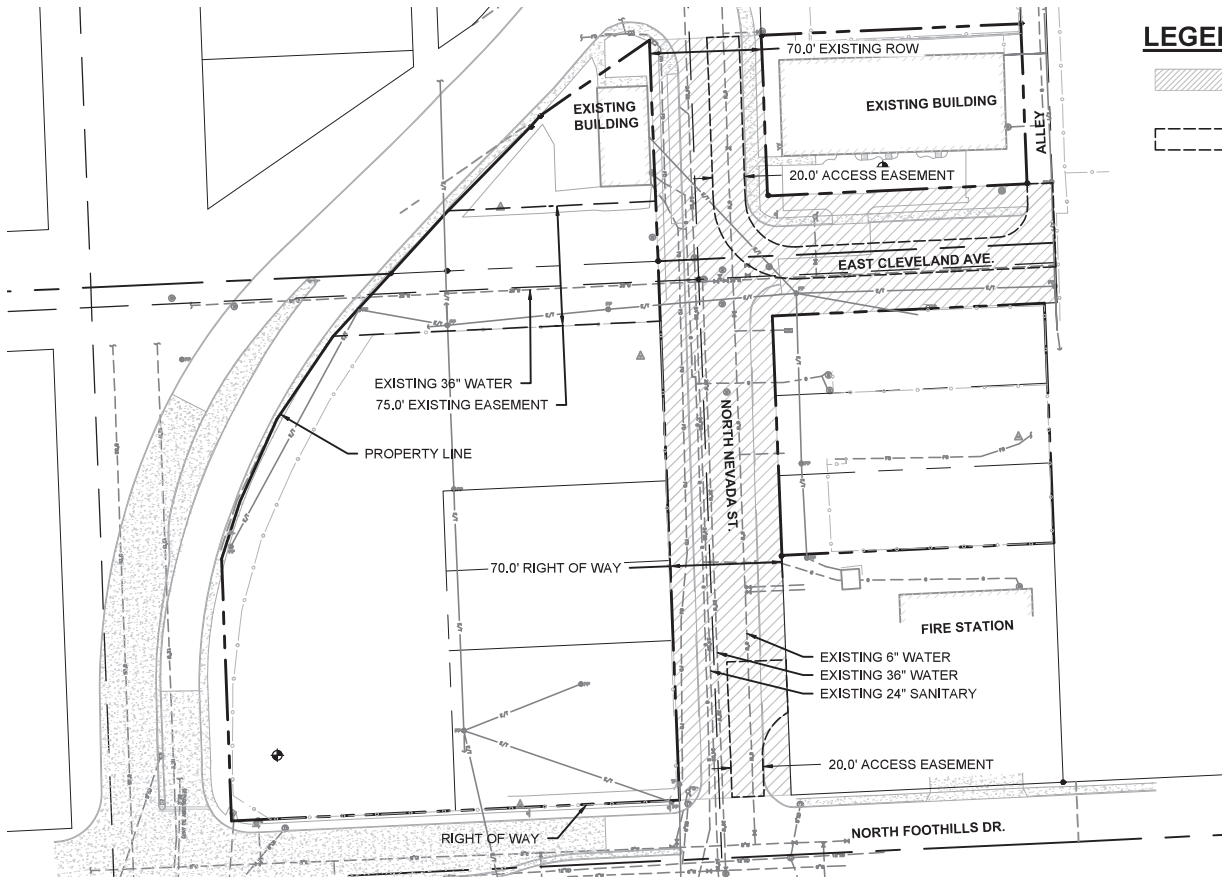 LEGEN
70.0' EXISTING ROW
EXISTING
BUILDING
EXISTING BUILDING
ALLEY
20.0' ACCESS EASEMENT
EAST CLEVELAND AVE.
EXISTING 36" WATER
75.0' EXISTING EASEMENT
NORTH NEVADA ST.
PROPERTY LINE
70.0' RIGHT OF WAY
FIRE STATION
EXISTING 6" WATER
EXISTING 36" WATER
EXISTING 24" SANITARY
20.0' ACCESS EASEMENT
RIGHT OF WAY
NORTH FOOTHILLS DR.